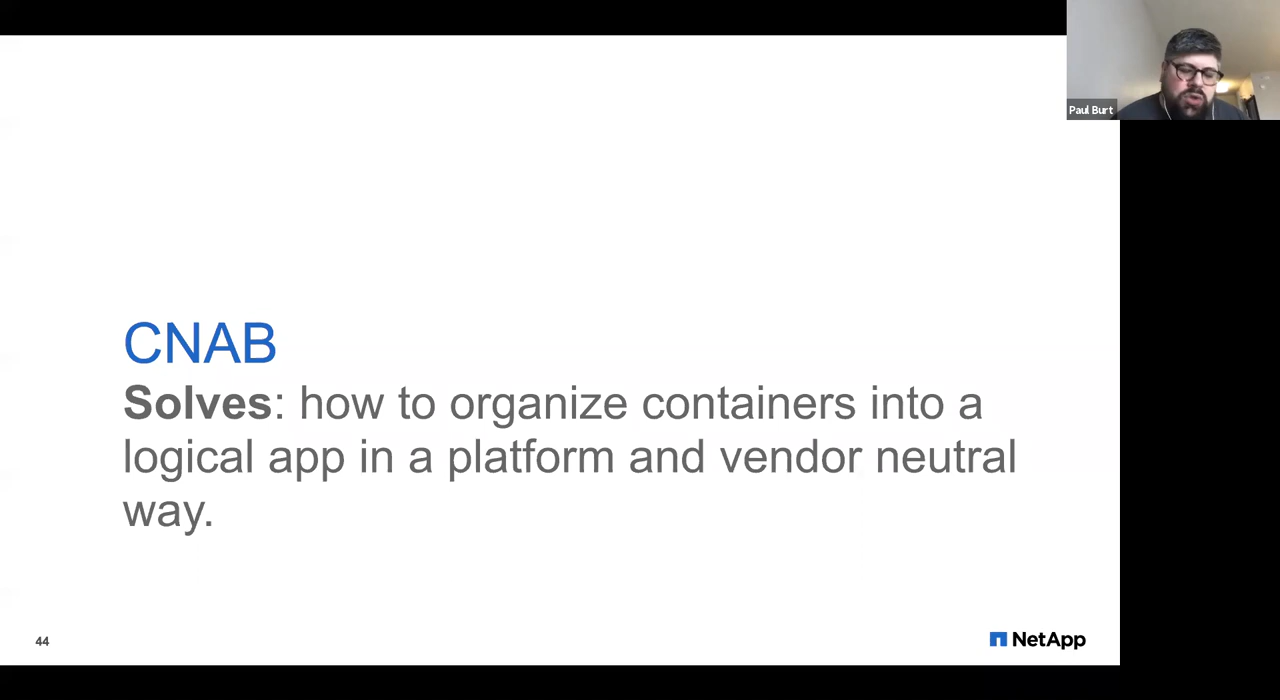 Paul Burt
CNAB
Solves: how to organize containers into a
logical app in a platform and vendor neutral
way.
44
NetApp